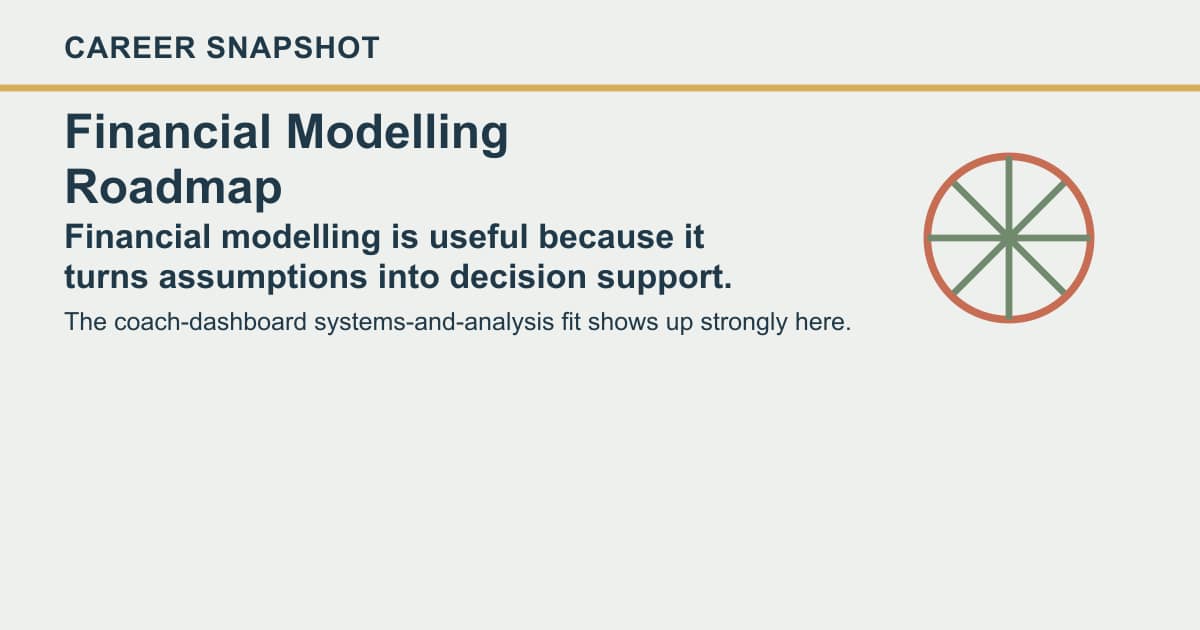 CAREER SNAPSHOT
Financial Modelling
Roadmap
Financial modelling is useful because it
turns assumptions into decision support.
The coach-dashboard systems-and-analysis fit shows up strongly here.